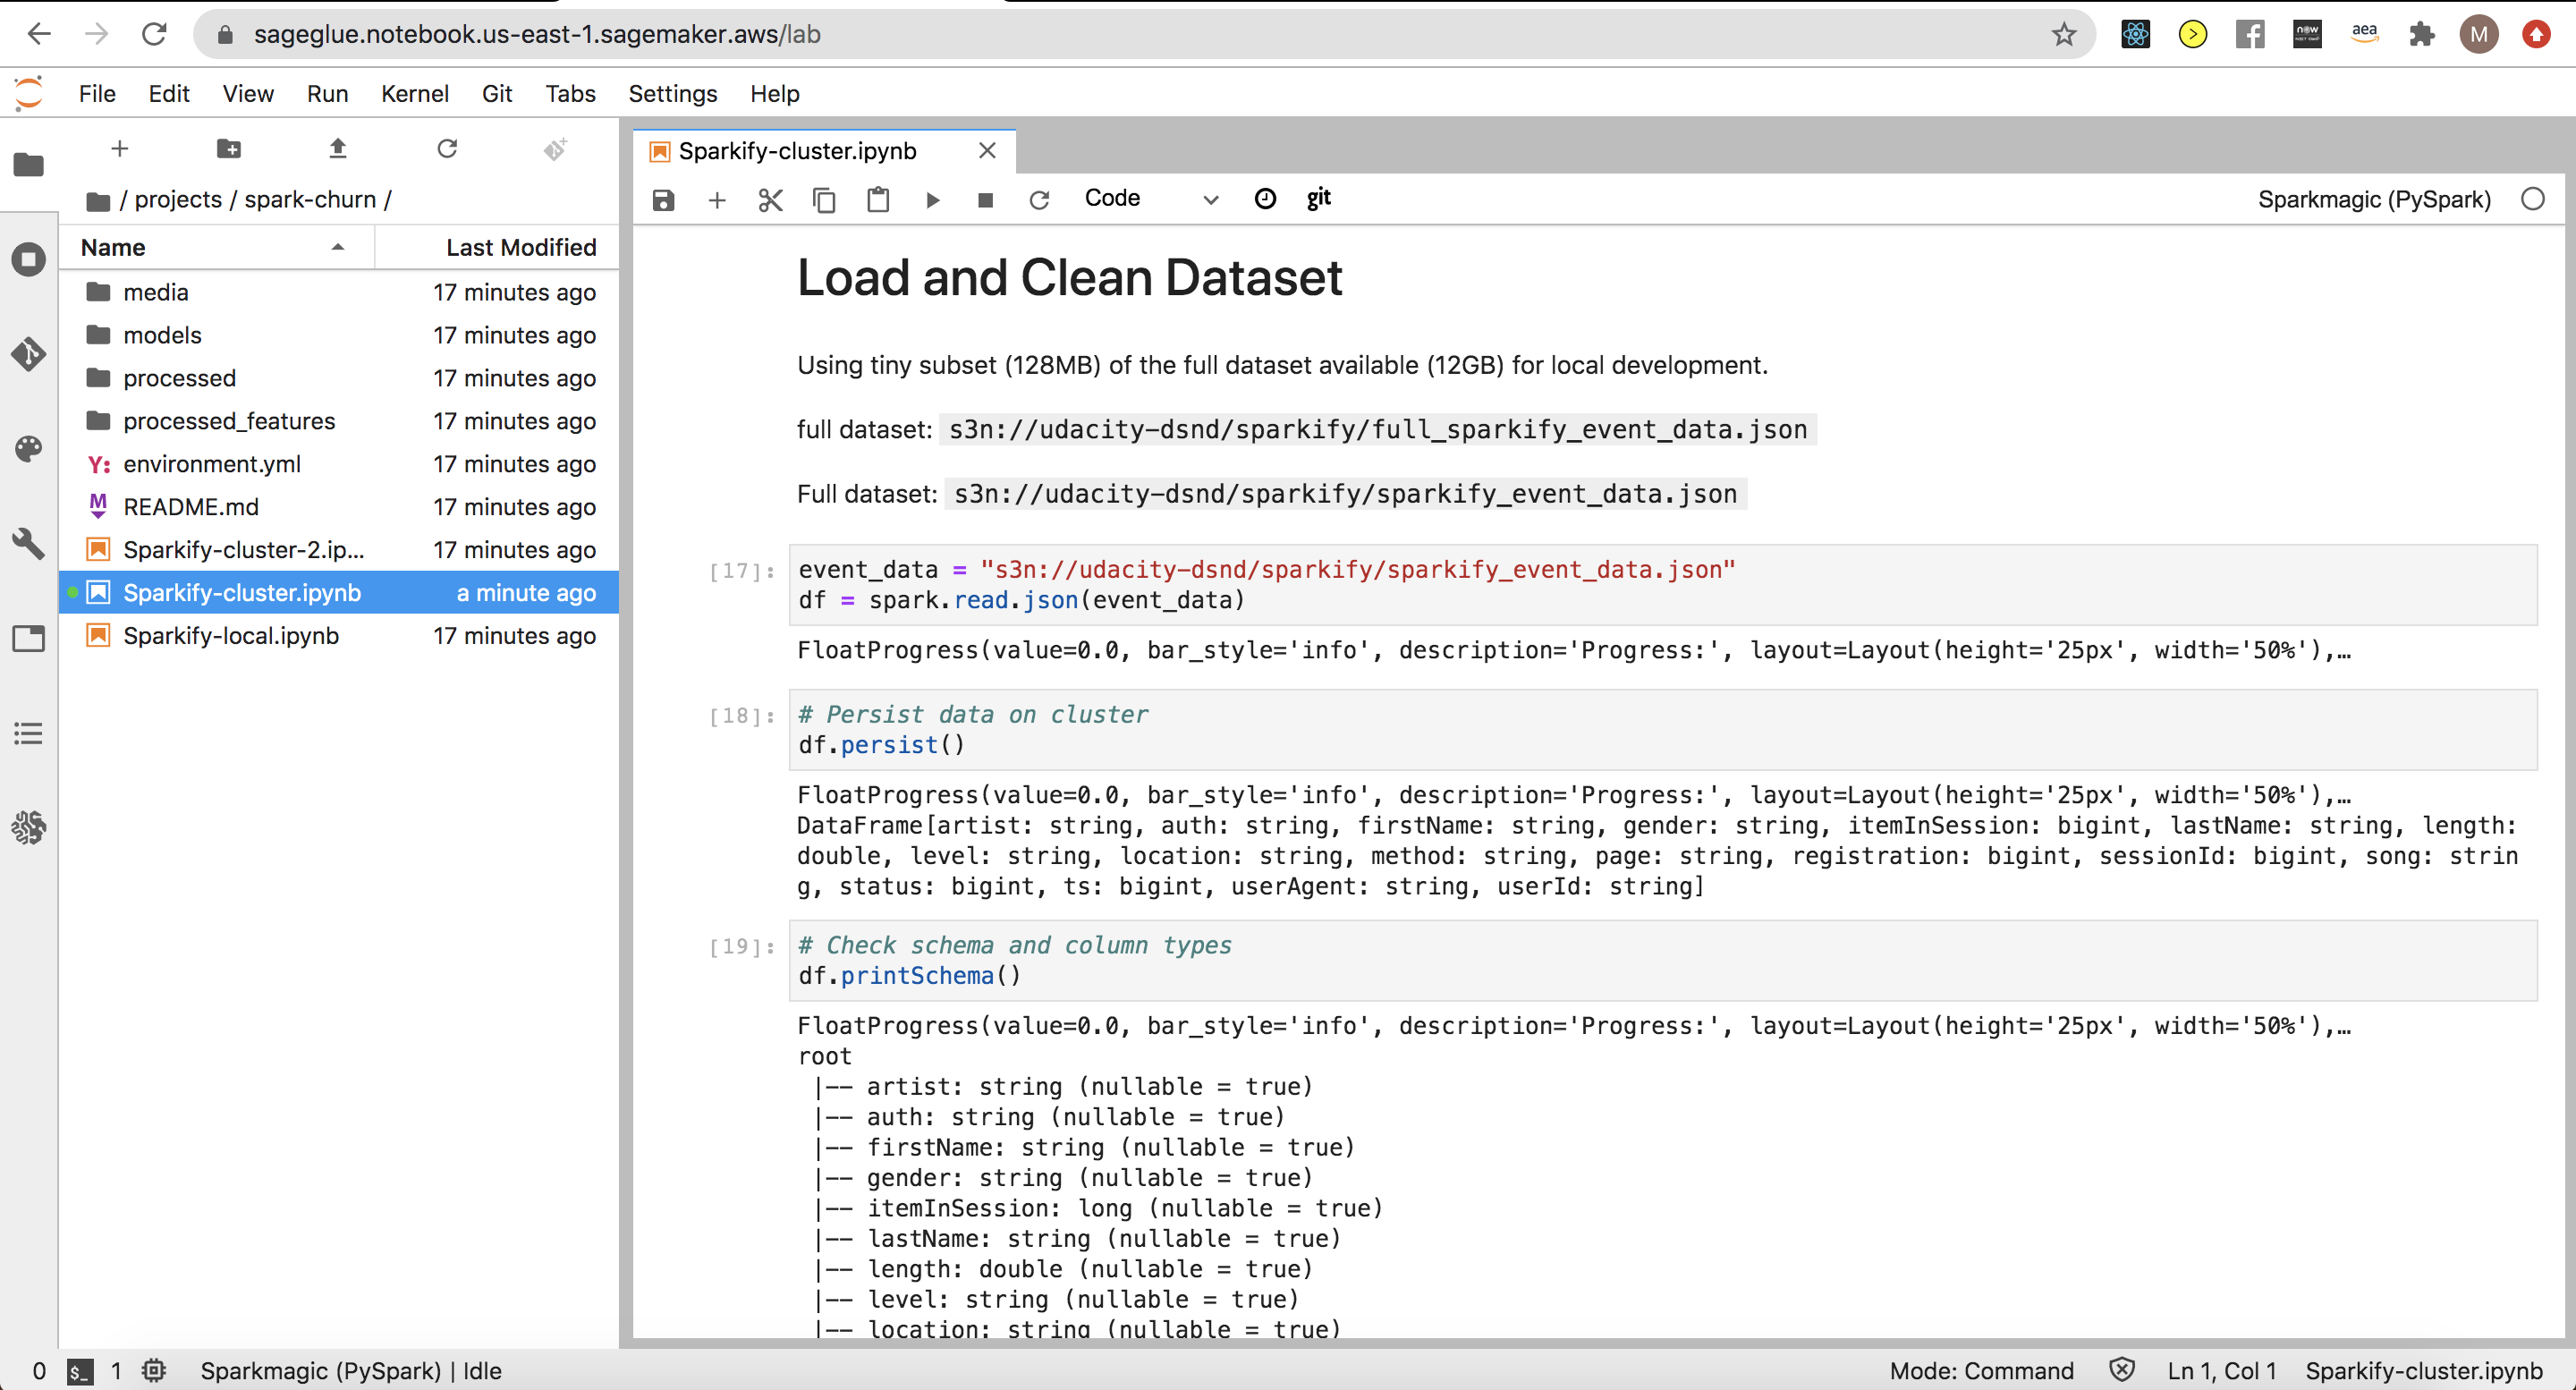 sageglue.notebook.us-east-1.sagemaker.aws/lab
now
aea
M
File Edit View Run Kernel Git Tabs Settings Help
/ projects / spark-churn /
Name Last Modified
media 17 minutes ago
models 17 minutes ago
processed 17 minutes ago
processed_features 17 minutes ago
Y: environment.yml 17 minutes ago
M README.md 17 minutes ago
Sparkify-cluster-2.ip... 17 minutes ago
Sparkify-cluster.ipynb a minute ago
Sparkify-local.ipynb 17 minutes ago
Sparkify-cluster.ipynb
Code git Sparkmagic (PySpark)
Load and Clean Dataset
Using tiny subset (128MB) of the full dataset available (12GB) for local development.
full dataset: s3n://udacity-dsnd/sparkify/full_sparkify_event_data.json
Full dataset: s3n://udacity-dsnd/sparkify/sparkify_event_data.json
[17]: event_data = "s3n://udacity-dsnd/sparkify/sparkify_event_data.json"
df = spark.read.json(event_data)
FloatProgress(value=0.0, bar_style='info', description='Progress:', layout=Layout(height='25px', width='50%'),…
[18]: # Persist data on cluster
df.persist()
FloatProgress(value=0.0, bar_style='info', description='Progress:', layout=Layout(height='25px', width='50%'),…
DataFrame[artist: string, auth: string, firstName: string, gender: string, itemInSession: bigint, lastName: string, length:
double, level: string, location: string, method: string, page: string, registration: bigint, sessionId: bigint, song: strin
g, status: bigint, ts: bigint, userAgent: string, userId: string]
[19]: # Check schema and column types
df.printSchema()
FloatProgress(value=0.0, bar_style='info', description='Progress:', layout=Layout(height='25px', width='50%'),…
root
|-- artist: string (nullable = true)
|-- auth: string (nullable = true)
|-- firstName: string (nullable = true)
|-- gender: string (nullable = true)
|-- itemInSession: long (nullable = true)
|-- lastName: string (nullable = true)
|-- length: double (nullable = true)
|-- level: string (nullable = true)
|-- location: string (nullable = true)
0 $_ 1 Sparkmagic (PySpark) | Idle Mode: Command Ln 1, Col 1 Sparkify-cluster.ipynb